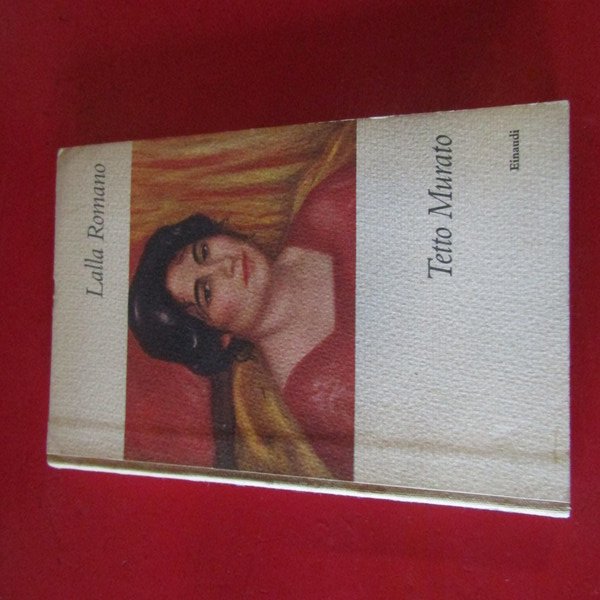 Lalla Romano
Tetto Murato
Einaudi